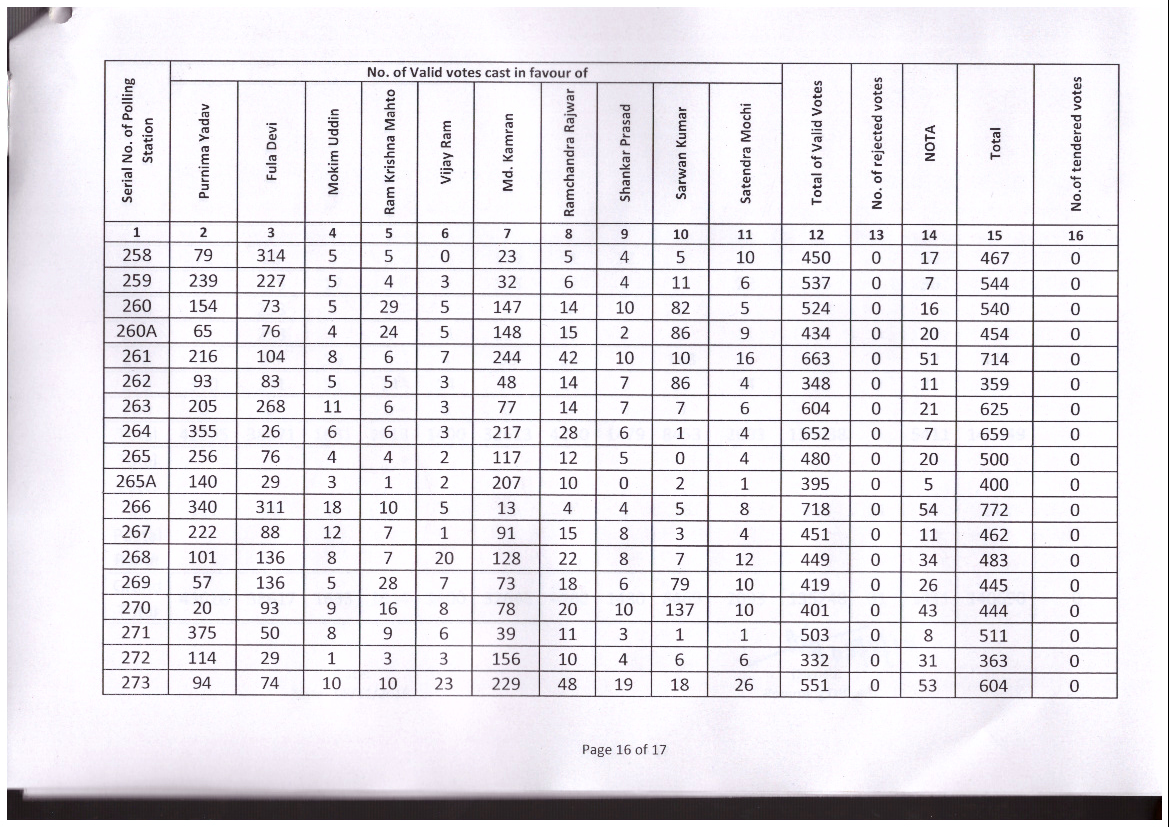 No. of Valid votes cast in favour of
Serial No. of Polling Station Purnima Yadav Fula Devi Mokim Uddin Ram Krishna Mahto Vijay Ram Md. Kamran Ramchandra Rajwar Shankar Prasad Sarwan Kumar Satendra Mochi Total of Valid Votes No. of rejected votes NOTA Total No.of tendered votes
1 2 3 4 5 6 7 8 9 10 11 12 13 14 15 16
258 79 314 5 5 0 23 5 4 5 10 450 0 17 467 0
259 239 227 5 4 3 32 6 4 11 6 537 0 7 544 0
260 154 73 5 29 5 147 14 10 82 5 524 0 16 540 0
260A 65 76 4 24 5 148 15 2 86 9 434 0 20 454 0
261 216 104 8 6 7 244 42 10 10 16 663 0 51 714 0
262 93 83 5 5 3 48 14 7 86 4 348 0 11 359 0
263 205 268 11 6 3 77 14 7 7 6 604 0 21 625 0
264 355 26 6 6 3 217 28 6 1 4 652 0 7 659 0
265 256 76 4 4 2 117 12 5 0 4 480 0 20 500 0
265A 140 29 3 1 2 207 10 0 2 1 395 0 5 400 0
266 340 311 18 10 5 13 4 4 5 8 718 0 54 772 0
267 222 88 12 7 1 91 15 8 3 4 451 0 11 462 0
268 101 136 8 7 20 128 22 8 7 12 449 0 34 483 0
269 57 136 5 28 7 73 18 6 79 10 419 0 26 445 0
270 20 93 9 16 8 78 20 10 137 10 401 0 43 444 0
271 375 50 8 9 6 39 11 3 1 1 503 0 8 511 0
272 114 29 1 3 3 156 10 4 6 6 332 0 31 363 0
273 94 74 10 10 23 229 48 19 18 26 551 0 53 604 0
Page 16 of 17